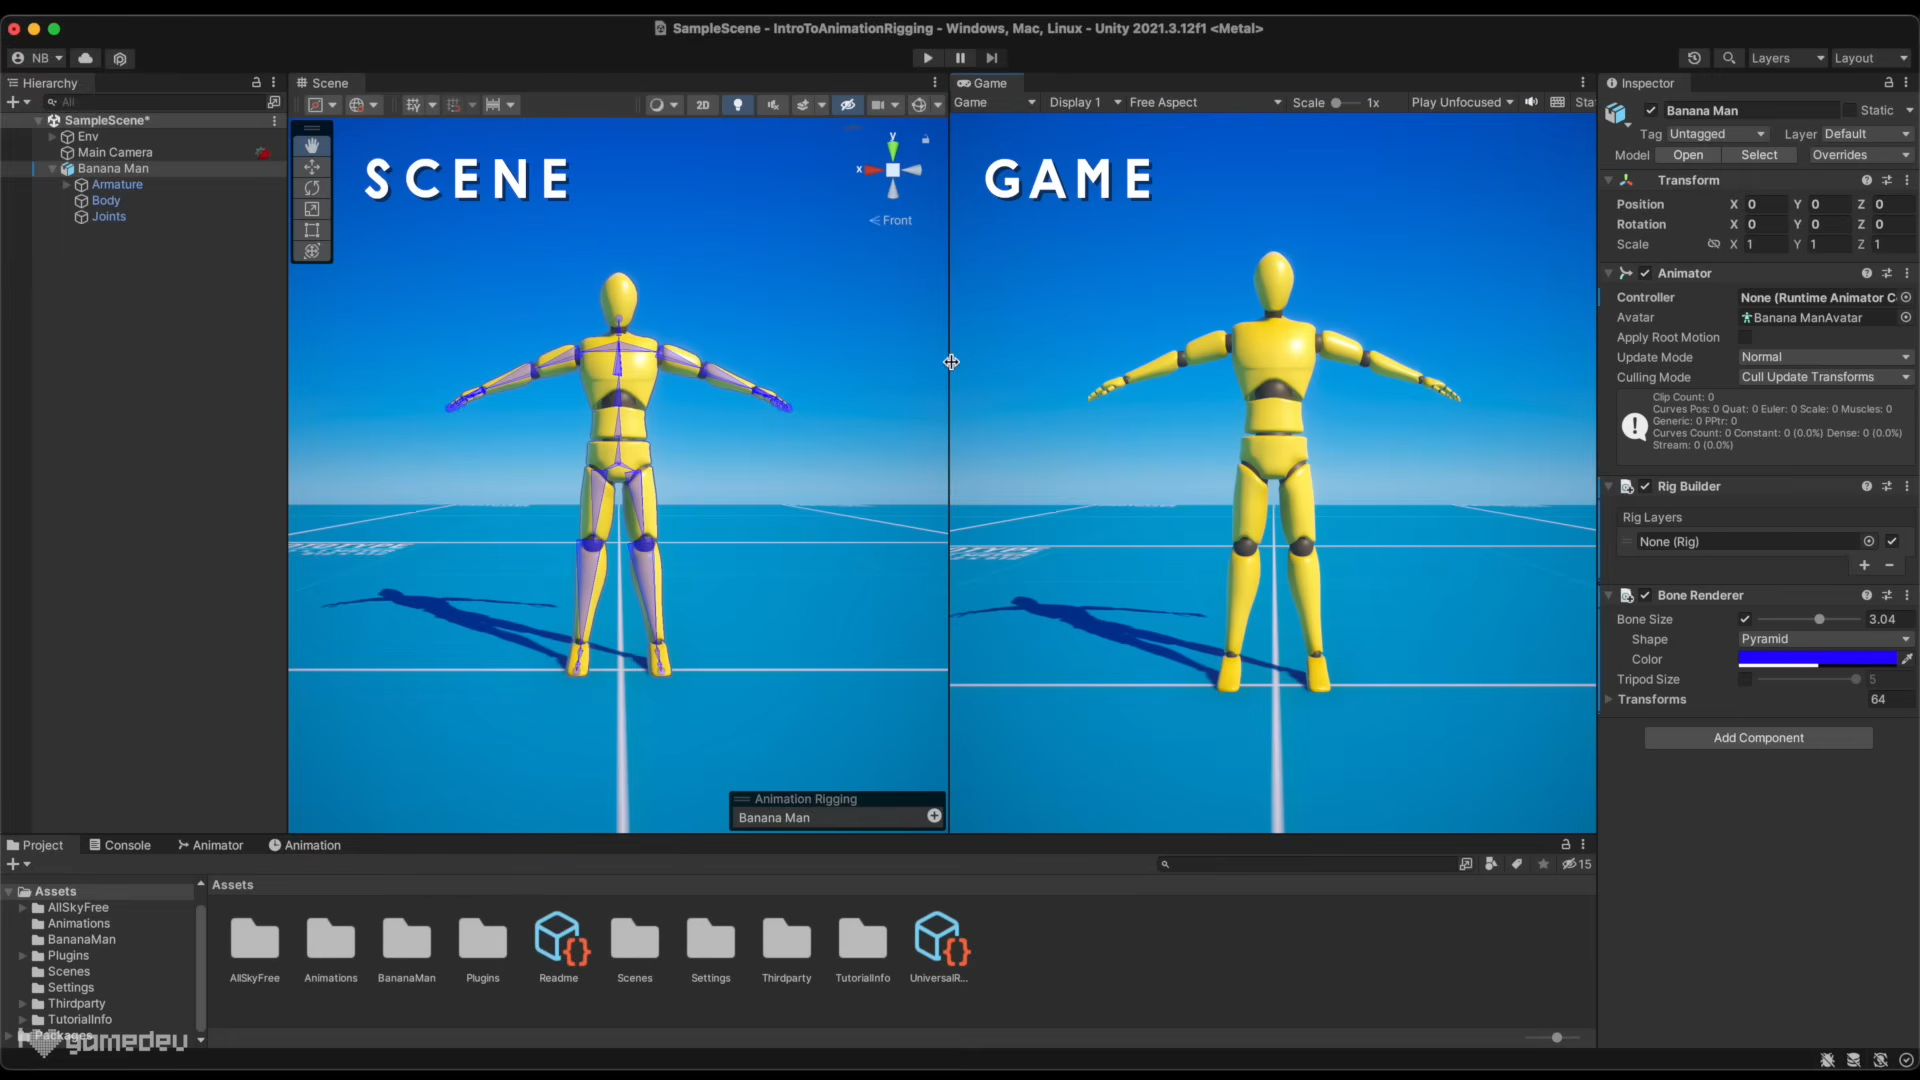 SampleScene - IntroToAnimationRigging - Windows, Mac, Linux - Unity 2021.3.12f1 <Metal>
NB
Layers
Layout
Hierarchy
All
SampleScene*
Env
Main Camera
Banana Man
Armature
Body
Joints
Scene
2D
SCENE
y
x
Front
Animation Rigging
Banana Man
Game
Game
Display 1
Free Aspect
Scale
1x
Play Unfocused
Sta
GAME
Inspector
Banana Man
Static
Tag
Untagged
Layer
Default
Model
Open
Select
Overrides
Transform
Position
X 0 Y 0 Z 0
Rotation
X 0 Y 0 Z 0
Scale
X 1 Y 1 Z 1
Animator
Controller
None (Runtime Animator C
Avatar
Banana ManAvatar
Apply Root Motion
Update Mode
Normal
Culling Mode
Cull Update Transforms
Clip Count: 0
Curves Pos: 0 Quat: 0 Euler: 0 Scale: 0 Muscles: 0
Generic: 0 PPtr: 0
Curves Count: 0 Constant: 0 (0.0%) Dense: 0 (0.0%)
Stream: 0 (0.0%)
Rig Builder
Rig Layers
None (Rig)
Bone Renderer
Bone Size
3.04
Shape
Pyramid
Color
Tripod Size
5
Transforms
64
Add Component
Project
Console
Animator
Animation
15
Assets
AllSkyFree
Animations
BananaMan
Plugins
Scenes
Settings
Thirdparty
TutorialInfo
Packages
gamedev
Assets
AllSkyFree
Animations
BananaMan
Plugins
Readme
Scenes
Settings
Thirdparty
TutorialInfo
UniversalR...